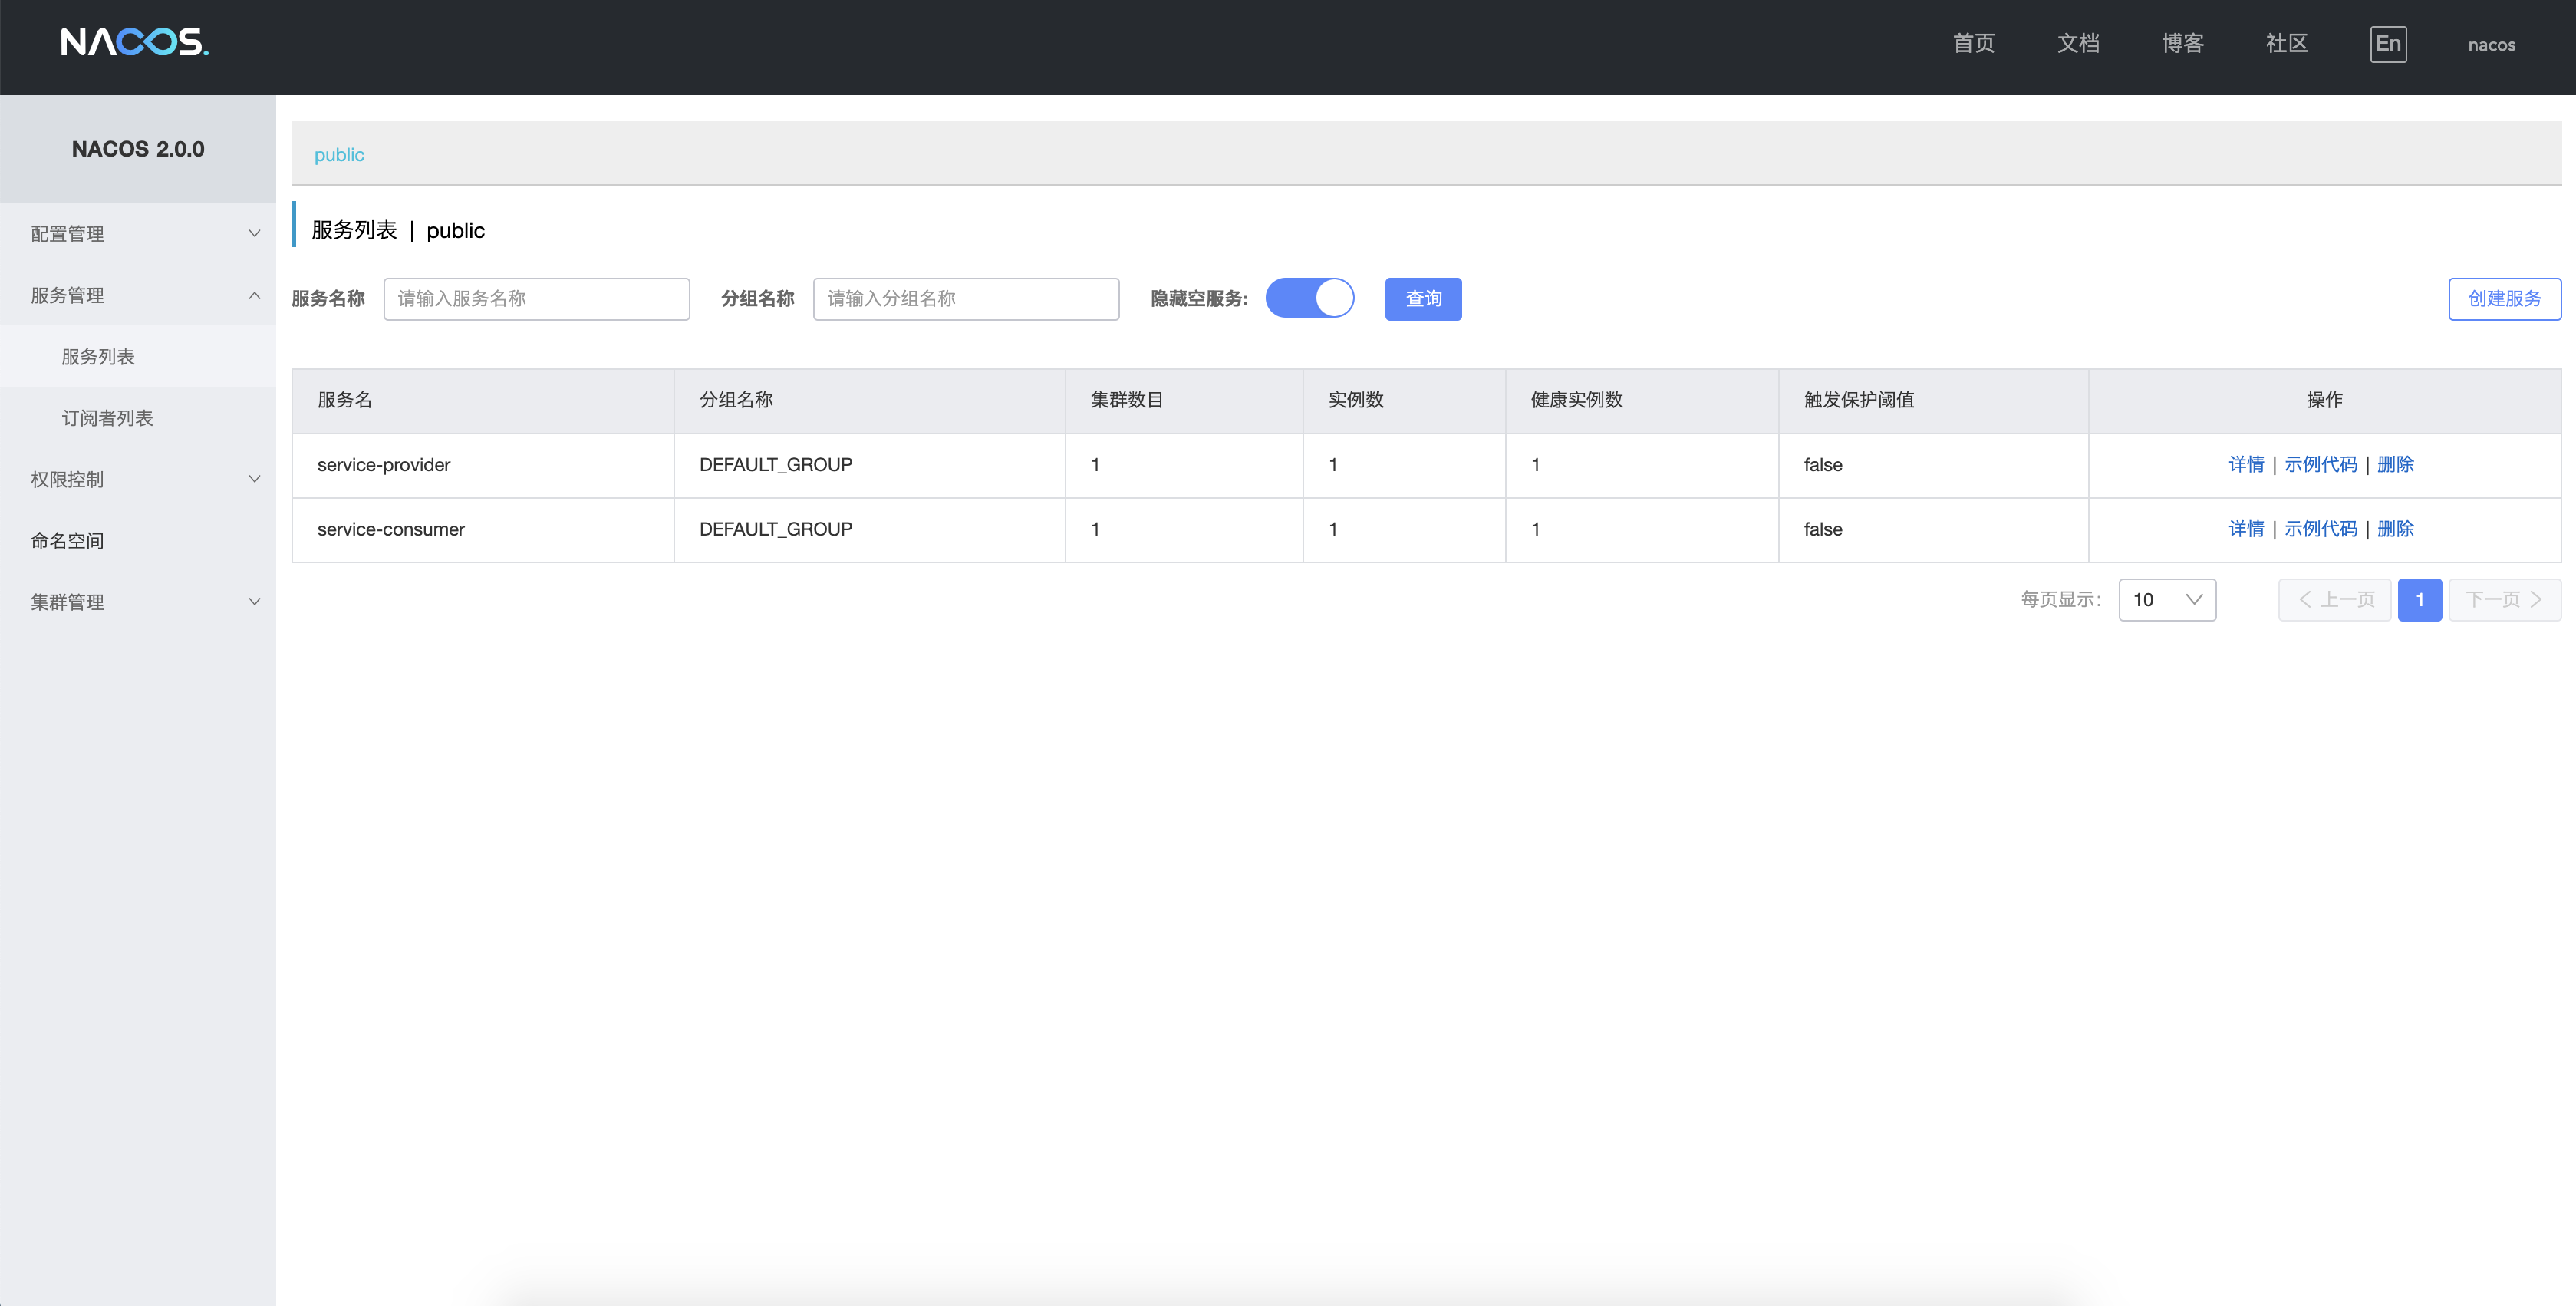 NACOS.
首页 文档 博客 社区 En nacos
NACOS 2.0.0
配置管理
服务管理
服务列表
订阅者列表
权限控制
命名空间
集群管理
public
服务列表 | public
服务名称 请输入服务名称 分组名称 请输入分组名称 隐藏空服务: 查询 创建服务
服务名 分组名称 集群数目 实例数 健康实例数 触发保护阈值 操作
service-provider DEFAULT_GROUP 1 1 1 false 详情 | 示例代码 | 删除
service-consumer DEFAULT_GROUP 1 1 1 false 详情 | 示例代码 | 删除
每页显示: 10 上一页 1 下一页